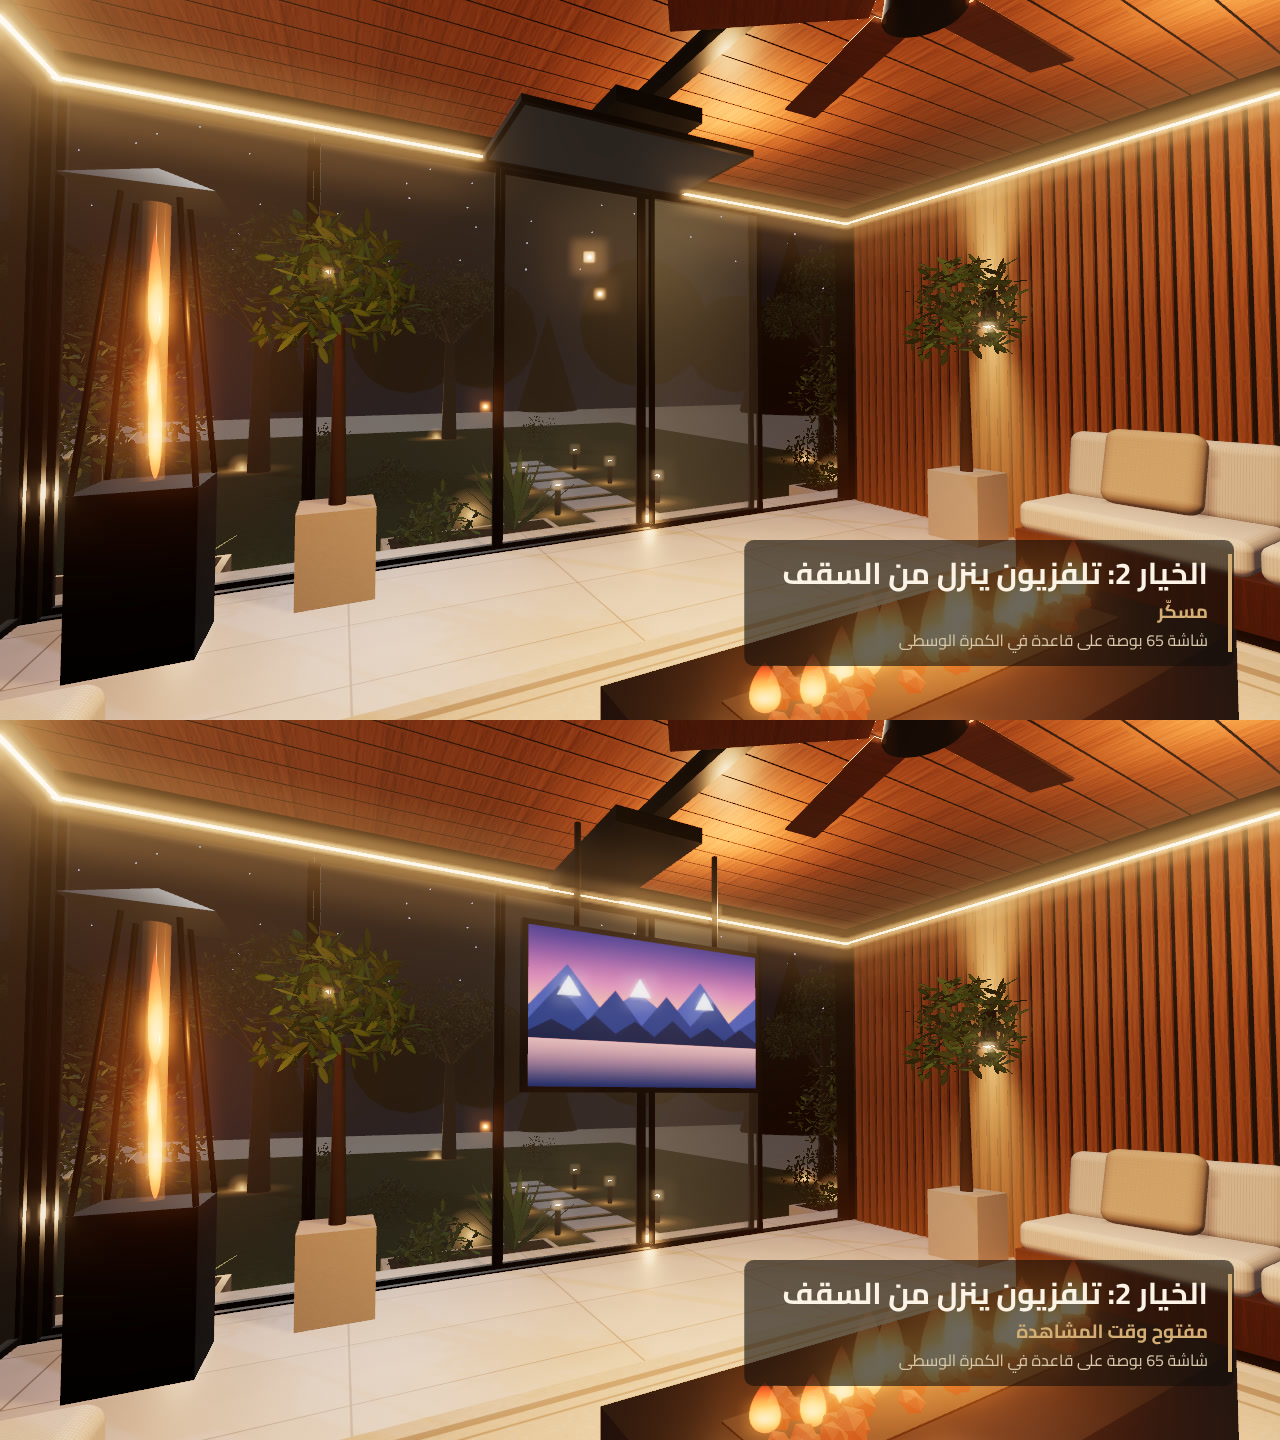 الخيار 2: تلفزيون ينزل من السقف
مسكّر
شاشة 65 بوصة على قاعدة في الكمرة الوسطى
الخيار 2: تلفزيون ينزل من السقف
مفتوح وقت المشاهدة
شاشة 65 بوصة على قاعدة في الكمرة الوسطى